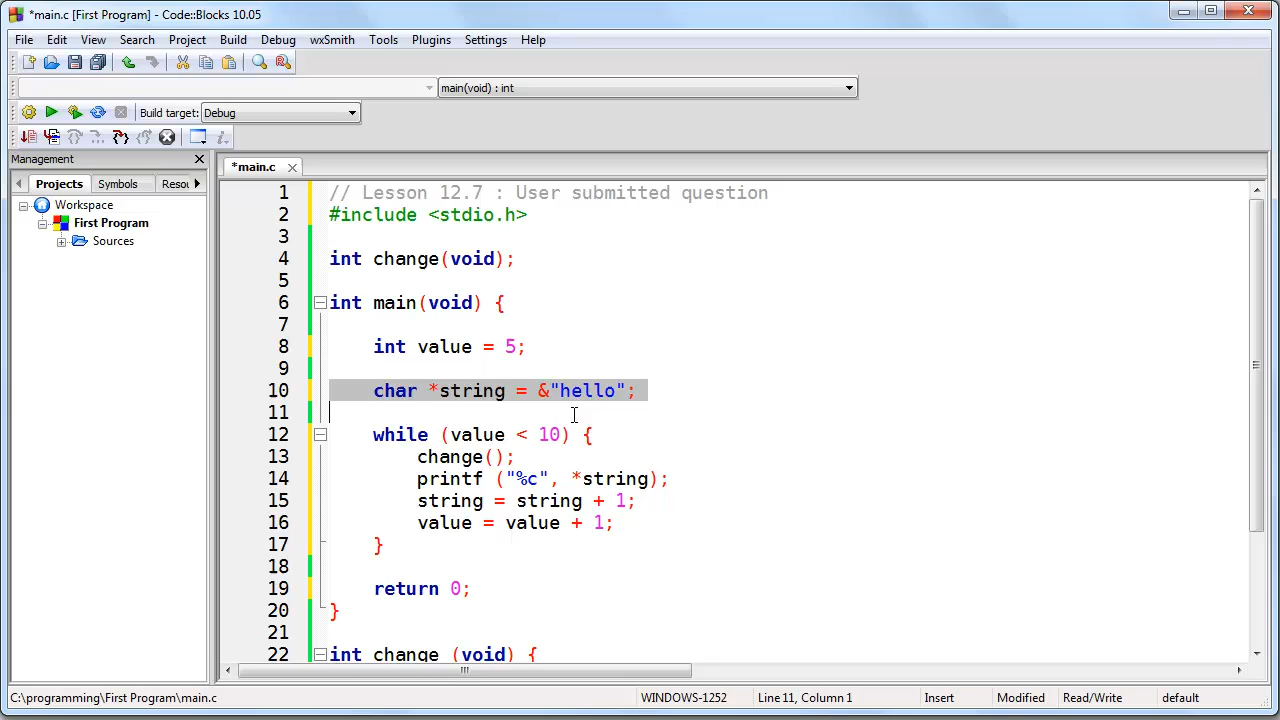 *main.c [First Program] - Code::Blocks 10.05
File Edit View Search Project Build Debug wxSmith Tools Plugins Settings Help
main(void) : int
Build target: Debug
Management
*main.c
Projects Symbols Resou
Workspace
First Program
Sources
1 // Lesson 12.7 : User submitted question
2 #include <stdio.h>
3
4 int change(void);
5
6 int main(void) {
7
8 int value = 5;
9
10 char *string = &"hello";
11
12 while (value < 10) {
13 change();
14 printf ("%c", *string);
15 string = string + 1;
16 value = value + 1;
17 }
18
19 return 0;
20 }
21
22 int change (void) {
C:\programming\First Program\main.c WINDOWS-1252 Line 11, Column 1 Insert Modified Read/Write default